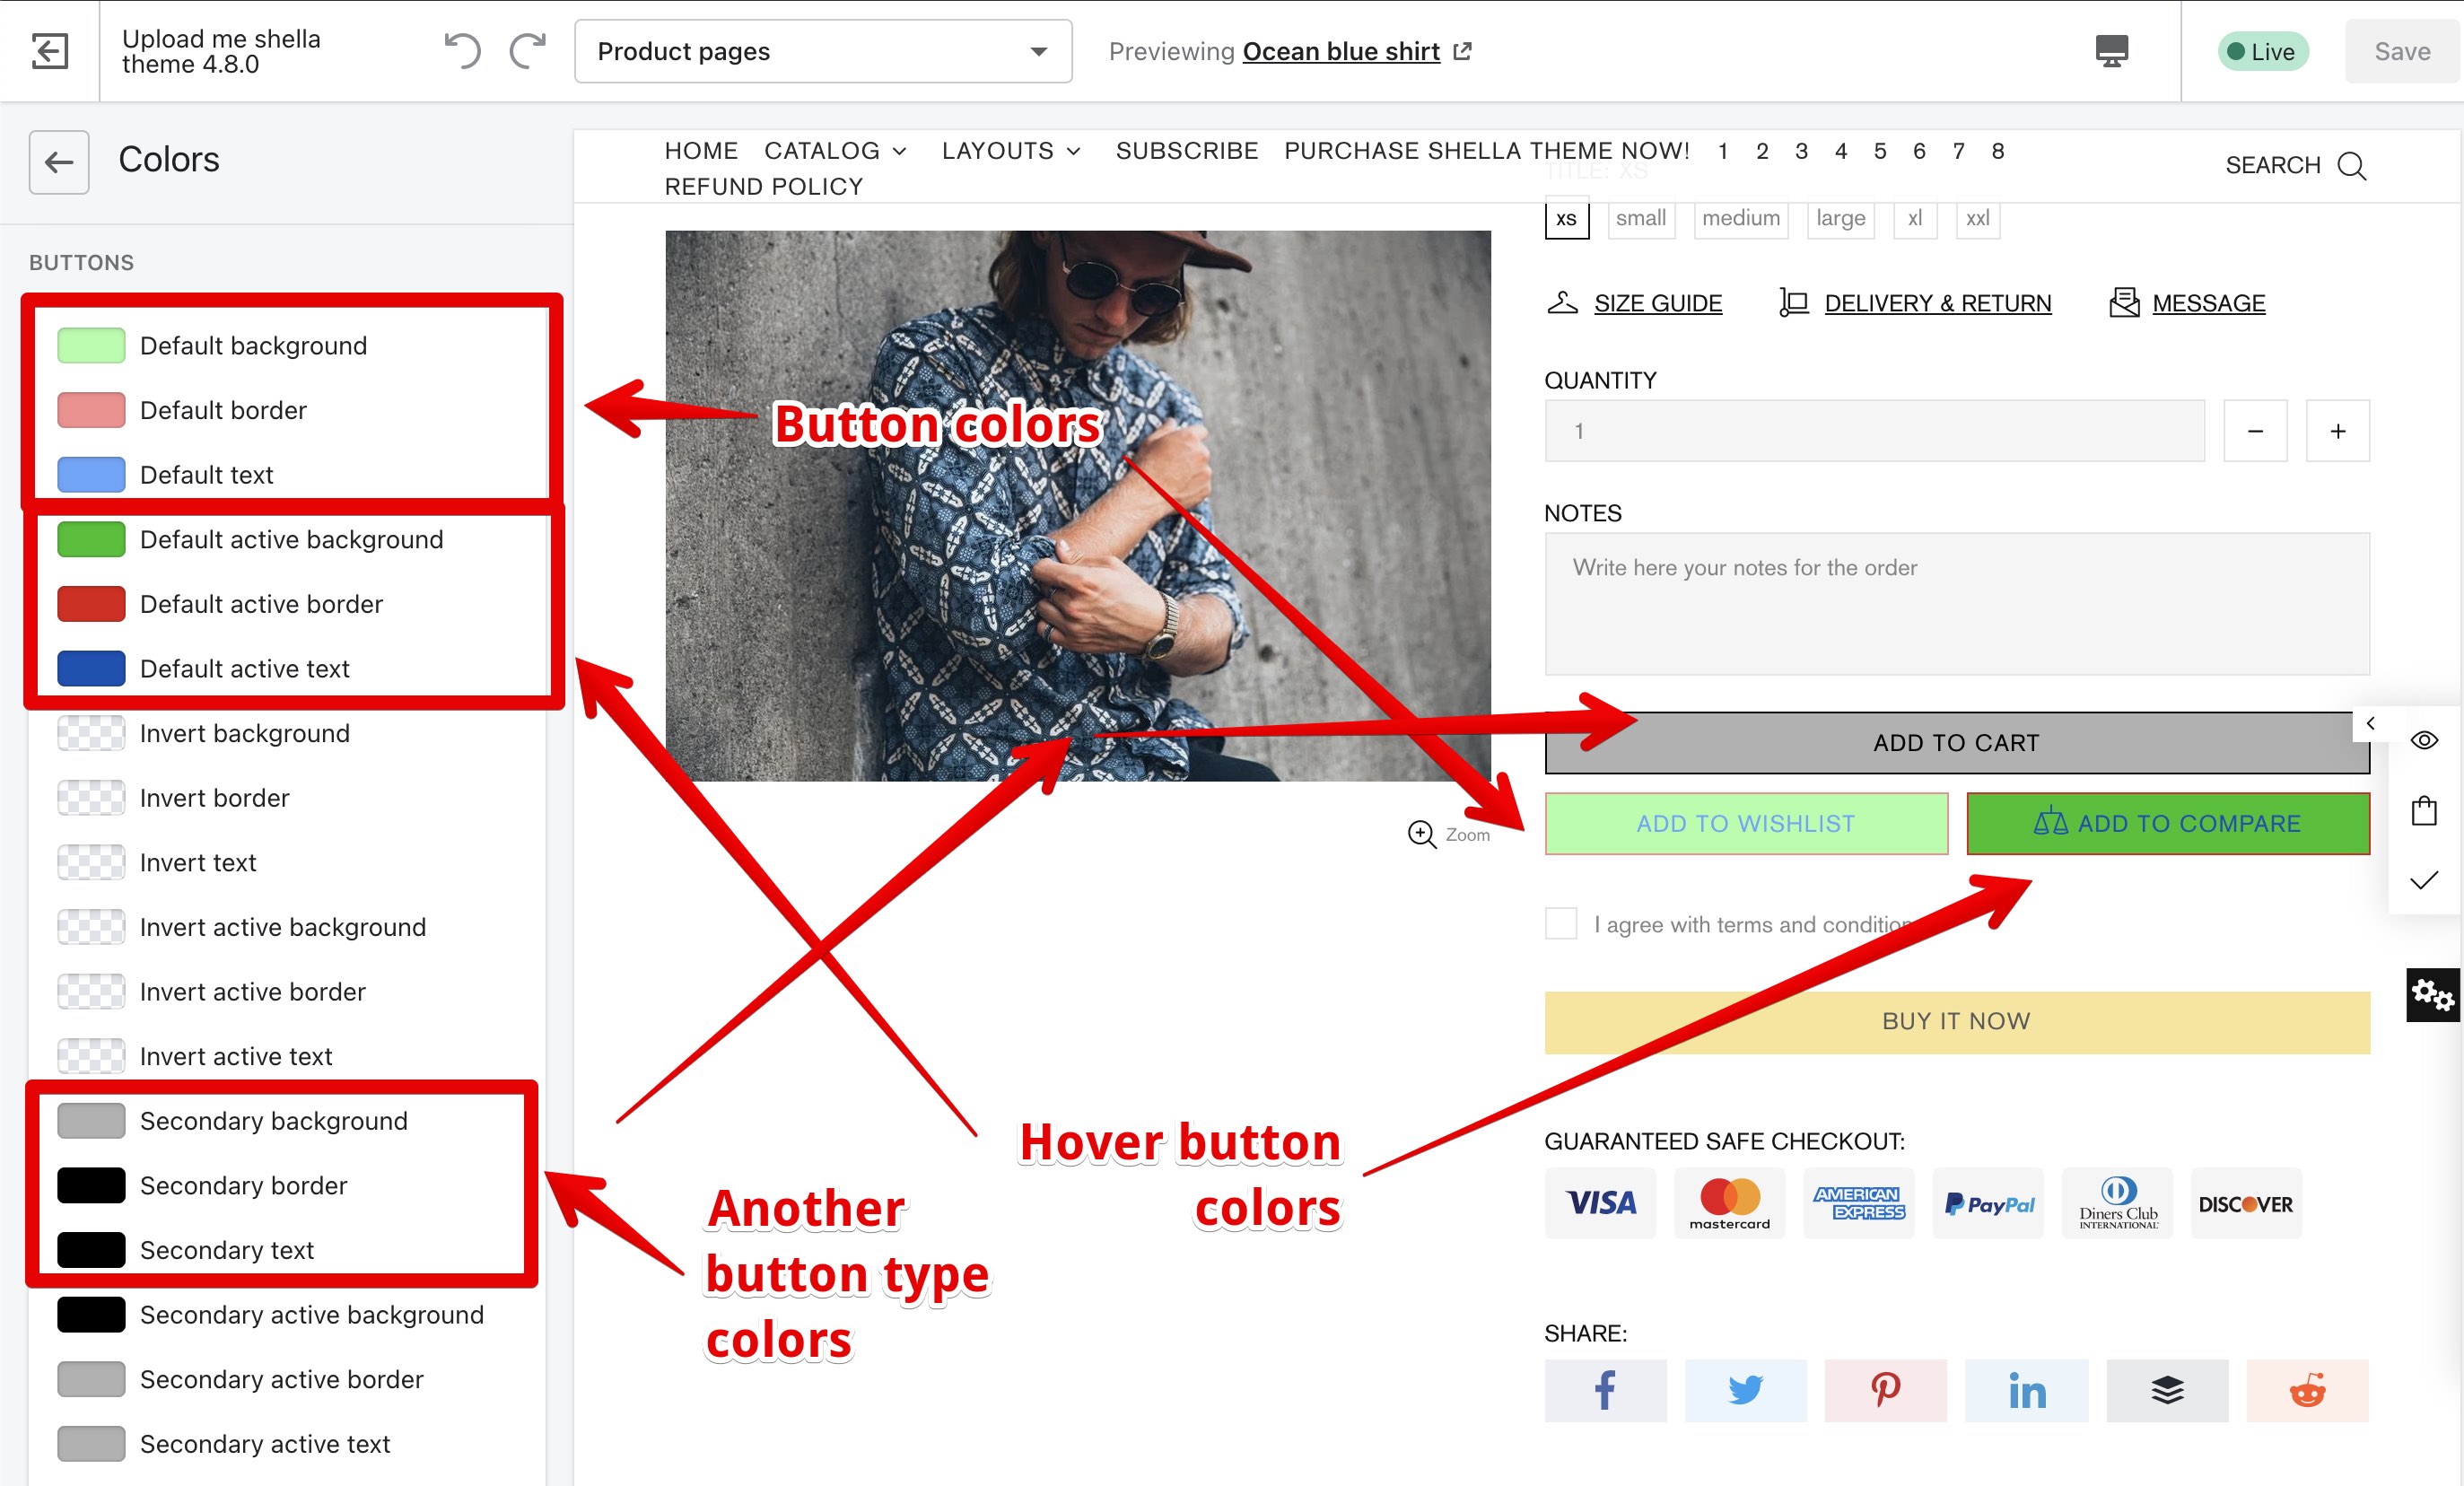 Upload me shella
theme 4.8.0
Product pages
Previewing Ocean blue shirt
Live
Save
Colors
BUTTONS
Default background
Default border
Default text
Default active background
Default active border
Default active text
Invert background
Invert border
Invert text
Invert active background
Invert active border
Invert active text
Secondary background
Secondary border
Secondary text
Secondary active background
Secondary active border
Secondary active text
HOME CATALOG LAYOUTS SUBSCRIBE PURCHASE SHELLA THEME NOW! 1 2 3 4 5 6 7 8
REFUND POLICY
SEARCH
TITLE: XS
xs small medium large xl xxl
SIZE GUIDE DELIVERY & RETURN MESSAGE
QUANTITY
1 − +
NOTES
Write here your notes for the order
ADD TO CART
ADD TO WISHLIST ADD TO COMPARE
Zoom
I agree with terms and condition
BUY IT NOW
GUARANTEED SAFE CHECKOUT:
VISA
mastercard
AMERICAN
EXPRESS
PayPal
Diners Club
INTERNATIONAL
DISCOVER
SHARE:
Button colors
Hover button
colors
Another
button type
colors